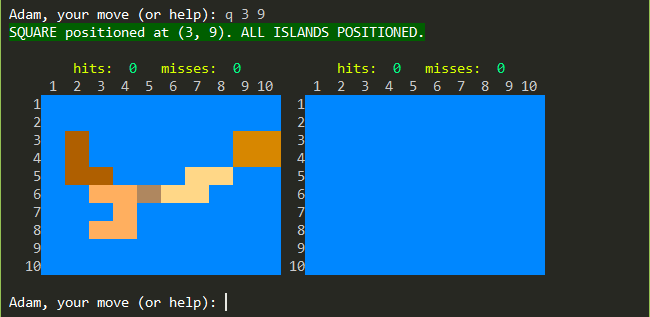 Adam, your move (or help): q 3 9
SQUARE positioned at (3, 9). ALL ISLANDS POSITIONED.
hits: 0 misses: 0 hits: 0 misses: 0
1 2 3 4 5 6 7 8 9 10 1 2 3 4 5 6 7 8 9 10
1 1
2 2
3 3
4 4
5 5
6 6
7 7
8 8
9 9
10 10
Adam, your move (or help):